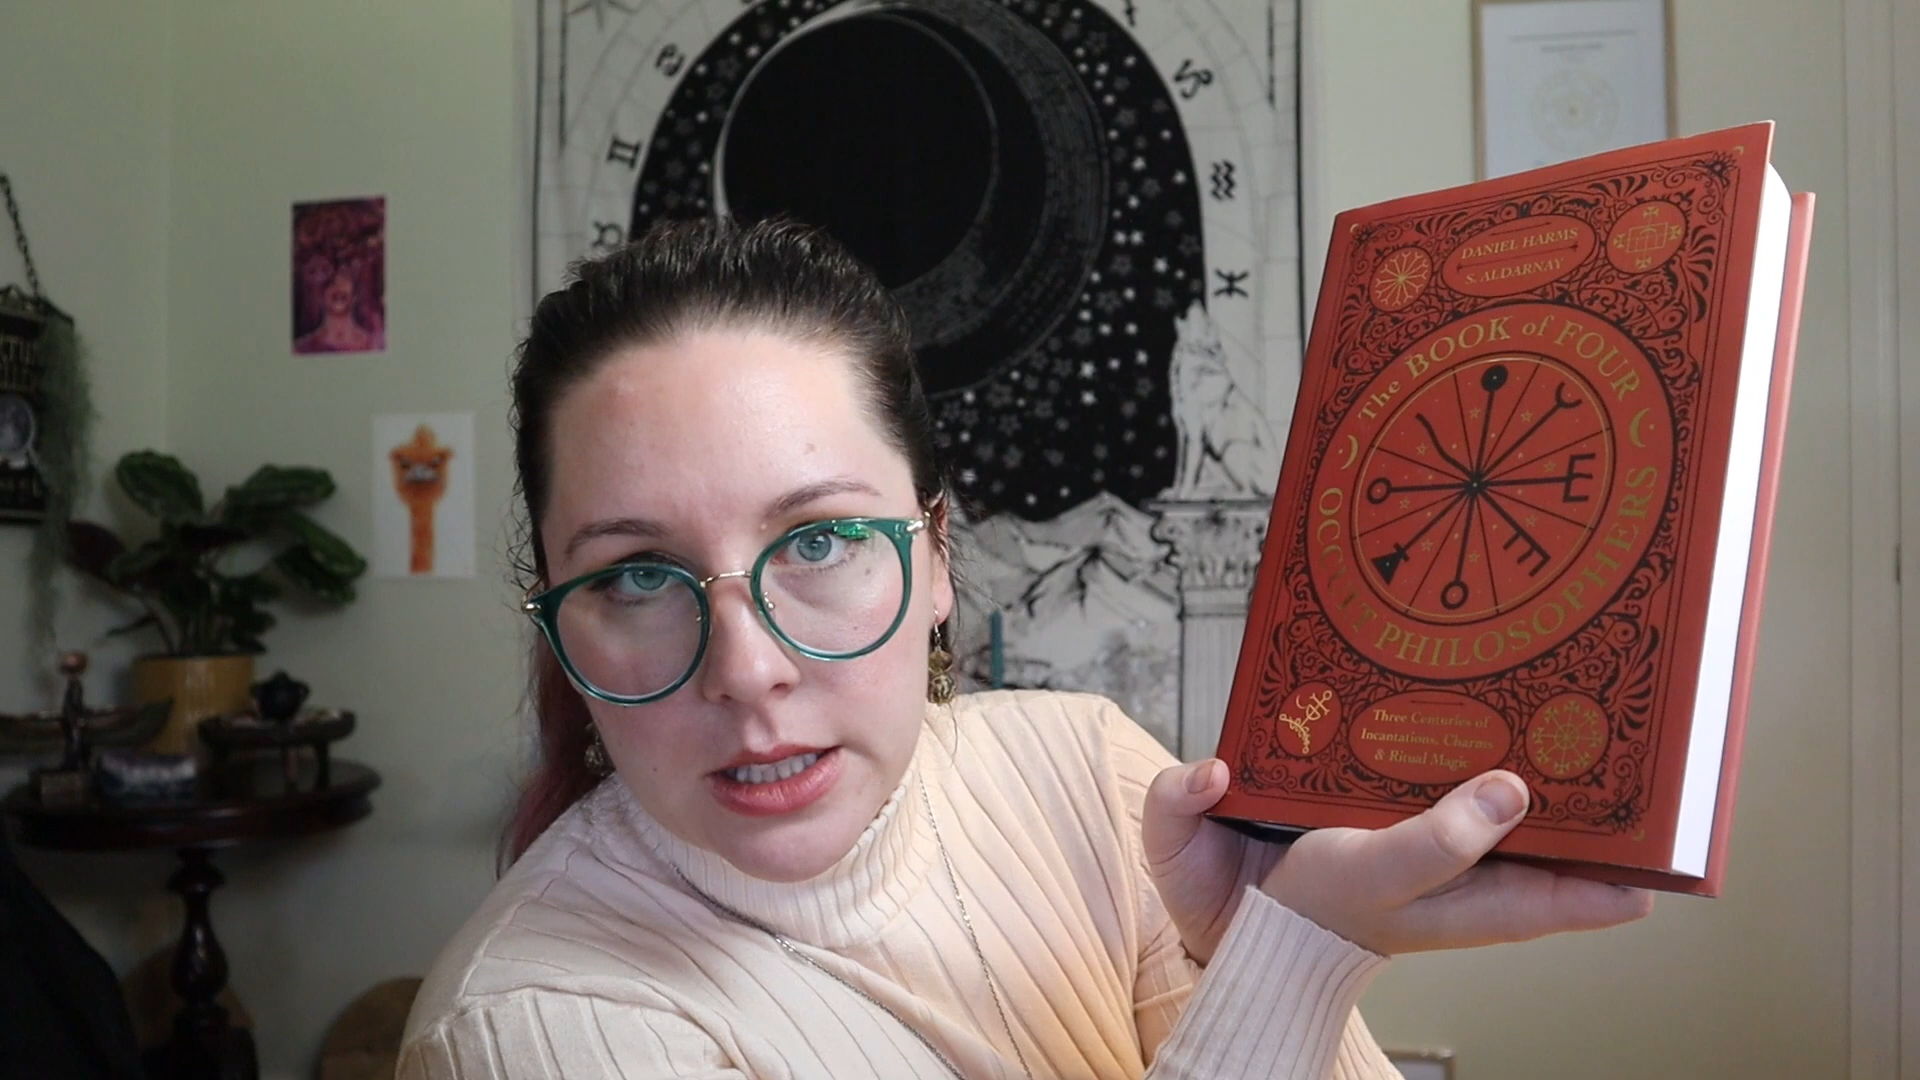 DANIEL HARMS
S. ALDARNAY
The BOOK of FOUR
OCCULT PHILOSOPHERS
Three Centuries of
Incantations, Charms
& Ritual Magic